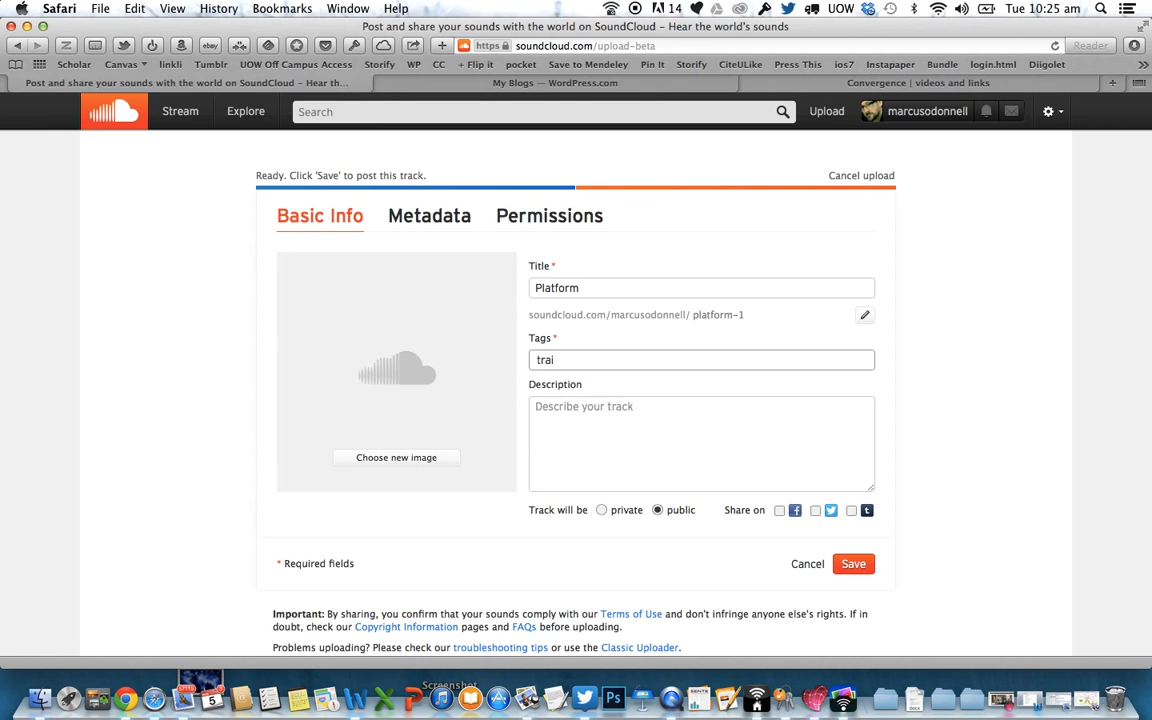 Safari File Edit View History Bookmarks Window Help 14 UOW Tue 10:25 am
Post and share your sounds with the world on SoundCloud – Hear the world's sounds
ebay https soundcloud.com/upload-beta Reader
Scholar Canvas linkli Tumblr UOW Off Campus Access Storify WP CC + Flip it pocket Save to Mendeley Pin It Storify CiteULike Press This ios7 Instapaper Bundle login.html Diigolet
Post and share your sounds with the world on SoundCloud – Hear th... My Blogs — WordPress.com Convergence | videos and links
Stream Explore Search Upload marcusodonnell
Ready. Click 'Save' to post this track. Cancel upload
Basic Info Metadata Permissions
Title *
Platform
soundcloud.com/marcusodonnell/ platform-1
Tags *
trai
Description
Describe your track
Choose new image
Track will be private public Share on
* Required fields Cancel Save
Important: By sharing, you confirm that your sounds comply with our Terms of Use and don't infringe anyone else's rights. If in
doubt, check our Copyright Information pages and FAQs before uploading.
Problems uploading? Please check our troubleshooting tips or use the Classic Uploader.
Screenshot